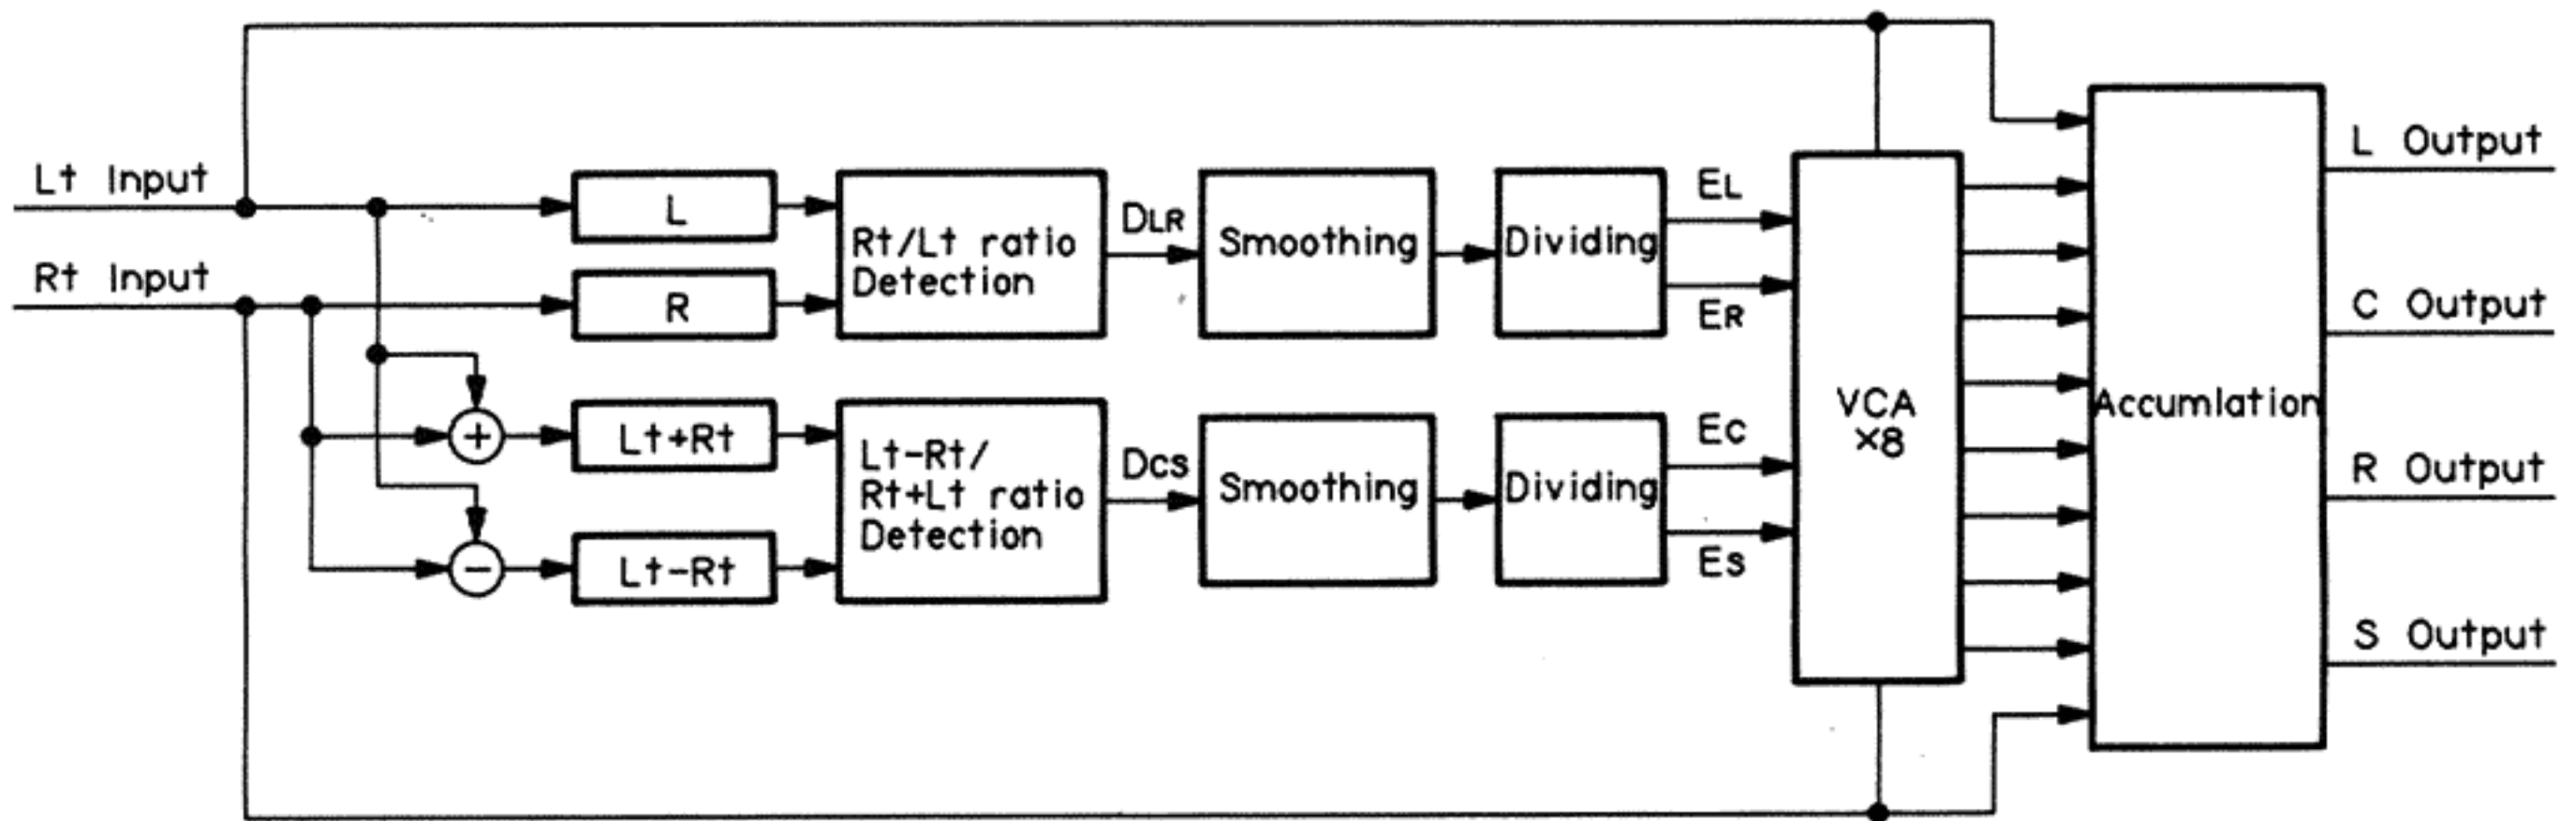 Lt Input
Rt Input
L
R
Lt+Rt
Lt-Rt
+
-
Rt/Lt ratio
Detection
Lt-Rt/
Rt+Lt ratio
Detection
DLR
DCS
Smoothing
Smoothing
Dividing
Dividing
EL
ER
EC
ES
VCA
×8
Accumlation
L Output
C Output
R Output
S Output